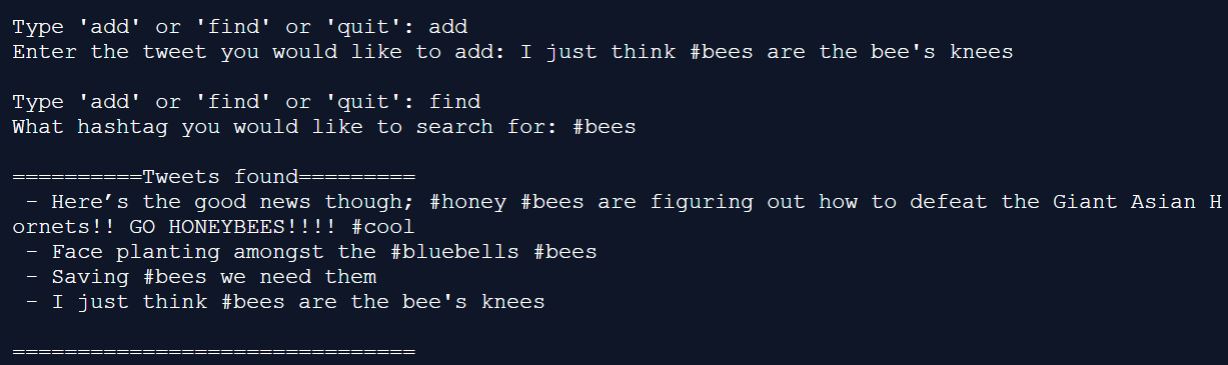 Type 'add' or 'find' or 'quit': add
Enter the tweet you would like to add: I just think #bees are the bee's knees
Type 'add' or 'find' or 'quit': find
What hashtag you would like to search for: #bees
==========Tweets found=========
- Here’s the good news though; #honey #bees are figuring out how to defeat the Giant Asian H
ornets!! GO HONEYBEES!!!! #cool
- Face planting amongst the #bluebells #bees
- Saving #bees we need them
- I just think #bees are the bee's knees
===============================